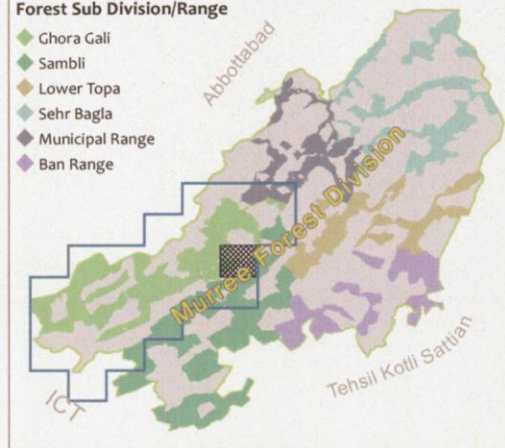 Forest Sub Division/Range
Ghora Gali
Sambli
Lower Topa
Sehr Bagla
Municipal Range
Ban Range
Abbottabad
Murree Forest Division
Tehsil Kotli Sattian
ICT